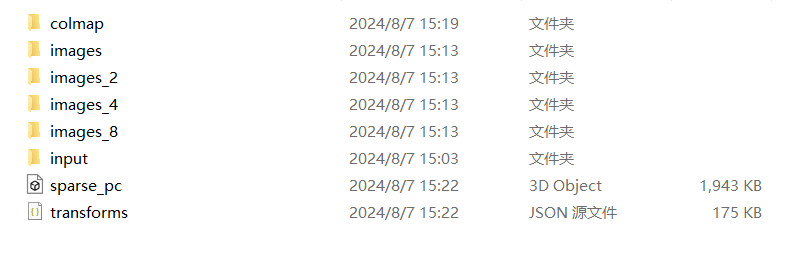 colmap 2024/8/7 15:19 文件夹
images 2024/8/7 15:13 文件夹
images_2 2024/8/7 15:13 文件夹
images_4 2024/8/7 15:13 文件夹
images_8 2024/8/7 15:13 文件夹
input 2024/8/7 15:03 文件夹
sparse_pc 2024/8/7 15:22 3D Object 1,943 KB
transforms 2024/8/7 15:22 JSON 源文件 175 KB